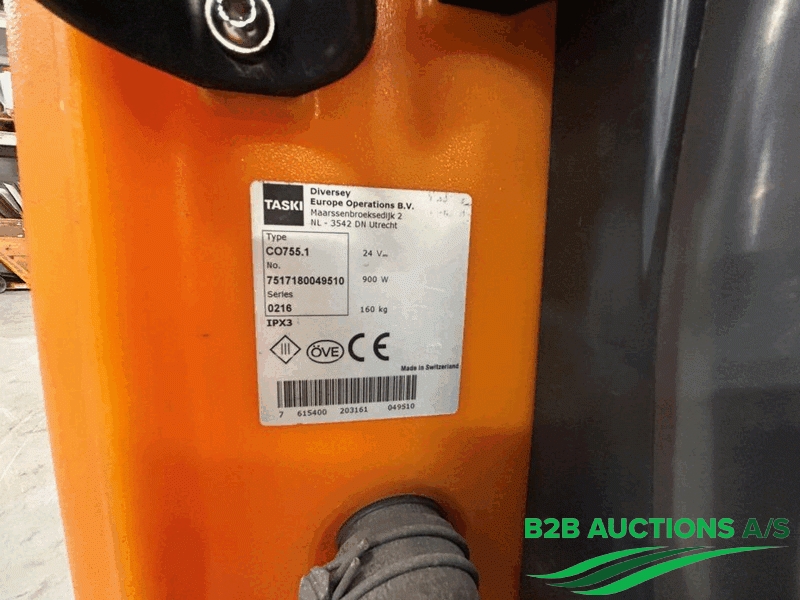 TASKI
Diversey
Europe Operations B.V.
Maarssenbroeksedijk 2
NL - 3542 DN Utrecht
Type
CO755.1
24 V
No.
7517180049510
900 W
Series
0216
160 kg
IPX3
III
ÖVE
CE
Made in Switzerland
7 615400 203161 049510
B2B AUCTIONS A/S